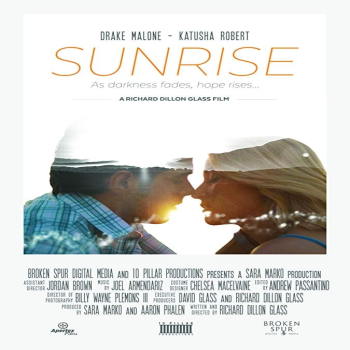 DRAKE MALONE - KATUSHA ROBERT
SUNRISE
As darkness fades, hope rises...
A RICHARD DILLON GLASS FILM
BROKEN SPUR DIGITAL MEDIA AND 10 PILLAR PRODUCTIONS PRESENTS A SARA MARKO PRODUCTION
ASSISTANT DIRECTOR JORDAN BROWN MUSIC BY JOEL ARMENDARIZ COSTUME DESIGNER CHELSEA MACELVAINE EDITED BY ANDREW PASSANTINO
DIRECTOR OF PHOTOGRAPHY BILLY WAYNE PLEMONS III EXECUTIVE PRODUCERS DAVID GLASS AND RICHARD DILLON GLASS
PRODUCED BY SARA MARKO AND AARON PHALEN WRITTEN AND DIRECTED BY RICHARD DILLON GLASS
BROKEN
SPUR